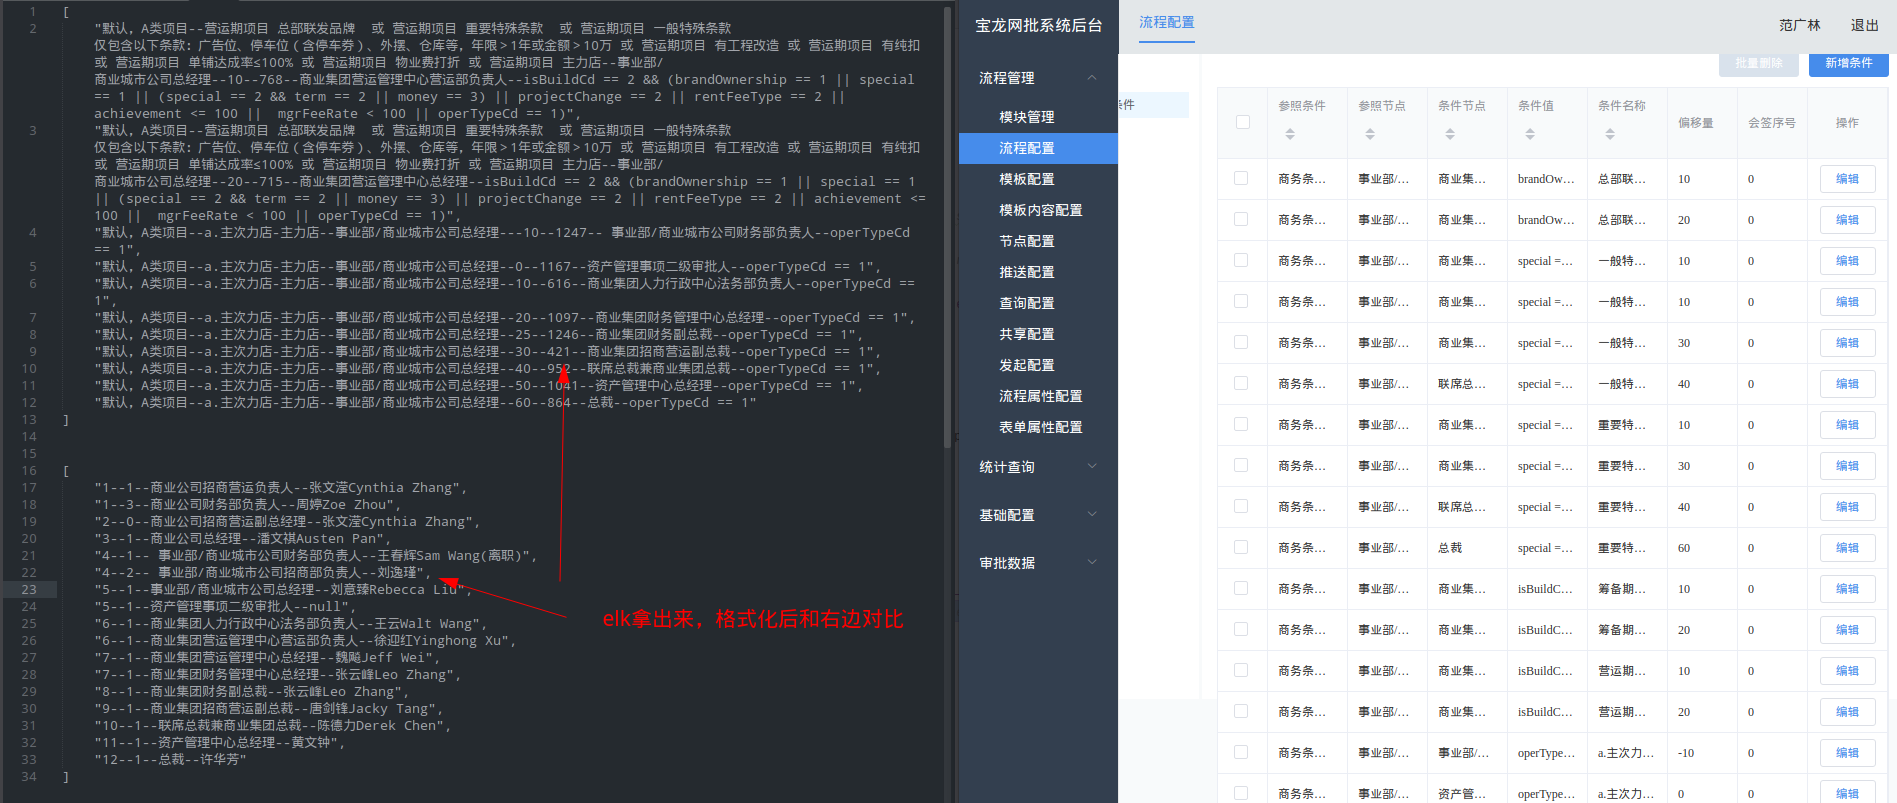 [
"默认，A类项目--营运期项目 总部联发品牌  或 营运期项目 重要特殊条款  或 营运期项目 一般特殊条款
仅包含以下条款：广告位、停车位（含停车券）、外摆、仓库等，年限＞1年或金额＞10万 或 营运期项目 有工程改造 或 营运期项目 有纯扣
或 营运期项目 单铺达成率≤100% 或 营运期项目 物业费打折 或 营运期项目 主力店--事业部/
商业城市公司总经理--10--768--商业集团营运管理中心营运部负责人--isBuildCd == 2 && (brandOwnership == 1 || special
== 1 || (special == 2 && term == 2 || money == 3) || projectChange == 2 || rentFeeType == 2 ||
achievement <= 100 ||  mgrFeeRate < 100 || operTypeCd == 1)",
"默认，A类项目--营运期项目 总部联发品牌  或 营运期项目 重要特殊条款  或 营运期项目 一般特殊条款
仅包含以下条款：广告位、停车位（含停车券）、外摆、仓库等，年限＞1年或金额＞10万 或 营运期项目 有工程改造 或 营运期项目 有纯扣
或 营运期项目 单铺达成率≤100% 或 营运期项目 物业费打折 或 营运期项目 主力店--事业部/
商业城市公司总经理--20--715--商业集团营运管理中心总经理--isBuildCd == 2 && (brandOwnership == 1 || special == 1
|| (special == 2 && term == 2 || money == 3) || projectChange == 2 || rentFeeType == 2 || achievement <=
100 ||  mgrFeeRate < 100 || operTypeCd == 1)",
"默认，A类项目--a.主次力店-主力店--事业部/商业城市公司总经理---10--1247-- 事业部/商业城市公司财务部负责人--operTypeCd
== 1",
"默认，A类项目--a.主次力店-主力店--事业部/商业城市公司总经理--0--1167--资产管理事项二级审批人--operTypeCd == 1",
"默认，A类项目--a.主次力店-主力店--事业部/商业城市公司总经理--10--616--商业集团人力行政中心法务部负责人--operTypeCd ==
1",
"默认，A类项目--a.主次力店-主力店--事业部/商业城市公司总经理--20--1097--商业集团财务管理中心总经理--operTypeCd == 1",
"默认，A类项目--a.主次力店-主力店--事业部/商业城市公司总经理--25--1246--商业集团财务副总裁--operTypeCd == 1",
"默认，A类项目--a.主次力店-主力店--事业部/商业城市公司总经理--30--421--商业集团招商营运副总裁--operTypeCd == 1",
"默认，A类项目--a.主次力店-主力店--事业部/商业城市公司总经理--40--952--联席总裁兼商业集团总裁--operTypeCd == 1",
"默认，A类项目--a.主次力店-主力店--事业部/商业城市公司总经理--50--1041--资产管理中心总经理--operTypeCd == 1",
"默认，A类项目--a.主次力店-主力店--事业部/商业城市公司总经理--60--864--总裁--operTypeCd == 1"
]
[
"1--1--商业公司招商营运负责人--张文滢Cynthia Zhang",
"1--3--商业公司财务部负责人--周婷Zoe Zhou",
"2--0--商业公司招商营运副总经理--张文滢Cynthia Zhang",
"3--1--商业公司总经理--潘文祺Austen Pan",
"4--1-- 事业部/商业城市公司财务部负责人--王春辉Sam Wang(离职)",
"4--2-- 事业部/商业城市公司招商部负责人--刘逸瑾",
"5--1--事业部/商业城市公司总经理--刘意臻Rebecca Liu",
"5--1--资产管理事项二级审批人--null",
"6--1--商业集团人力行政中心法务部负责人--王云Walt Wang",
"6--1--商业集团营运管理中心营运部负责人--徐迎红Yinghong Xu",
"7--1--商业集团营运管理中心总经理--魏飚Jeff Wei",
"7--1--商业集团财务管理中心总经理--张云峰Leo Zhang",
"8--1--商业集团财务副总裁--张云峰Leo Zhang",
"9--1--商业集团招商营运副总裁--唐剑锋Jacky Tang",
"10--1--联席总裁兼商业集团总裁--陈德力Derek Chen",
"11--1--资产管理中心总经理--黄文钟",
"12--1--总裁--许华芳"
]
elk拿出来，格式化后和右边对比
宝龙网批系统后台
流程管理
模块管理
流程配置
模板配置
模板内容配置
节点配置
推送配置
查询配置
共享配置
发起配置
流程属性配置
表单属性配置
统计查询
基础配置
审批数据
流程配置
范广林 退出
批量删除 新增条件
条件
参照条件 参照节点 条件节点 条件值 条件名称 偏移量 会签序号 操作
商务条... 事业部/... 商业集... brandOw... 总部联... 10 0 编辑
商务条... 事业部/... 商业集... brandOw... 总部联... 20 0 编辑
商务条... 事业部/... 商业集... special =... 一般特... 10 0 编辑
商务条... 事业部/... 商业集... special =... 一般特... 10 0 编辑
商务条... 事业部/... 商业集... special =... 一般特... 30 0 编辑
商务条... 事业部/... 联席总... special =... 一般特... 40 0 编辑
商务条... 事业部/... 商业集... special =... 重要特... 10 0 编辑
商务条... 事业部/... 商业集... special =... 重要特... 30 0 编辑
商务条... 事业部/... 联席总... special =... 重要特... 40 0 编辑
商务条... 事业部/... 总裁 special =... 重要特... 60 0 编辑
商务条... 事业部/... 商业集... isBuildC... 筹备期... 10 0 编辑
商务条... 事业部/... 商业集... isBuildC... 筹备期... 20 0 编辑
商务条... 事业部/... 商业集... isBuildC... 营运期... 10 0 编辑
商务条... 事业部/... 商业集... isBuildC... 营运期... 20 0 编辑
商务条... 事业部/... 事业部/... operType... a.主次力... -10 0 编辑
商务条... 事业部/... 资产管... operType... a.主次力... 0 0 编辑